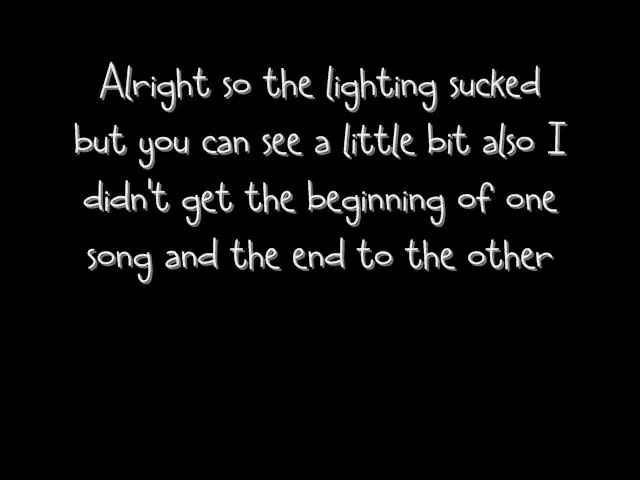 Alright so the lighting sucked
but you can see a little bit also I
didn't get the beginning of one
song and the end to the other